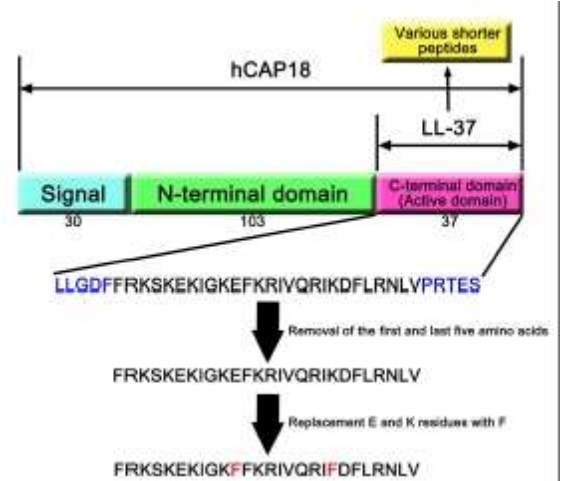 Various shorter
peptides
hCAP18
LL-37
Signal
N-terminal domain
C-terminal domain
(Active domain)
30
103
37
LLGDFFRKSKEKIGKEFKRIVQRIKDFLRNLVPRTES
Removal of the first and last five amino acids
FRKSKEKIGKEFKRIVQRIKDFLRNLV
Replacement E and K residues with F
FRKSKEKIGKFFKRIVQRIFDFLRNLV